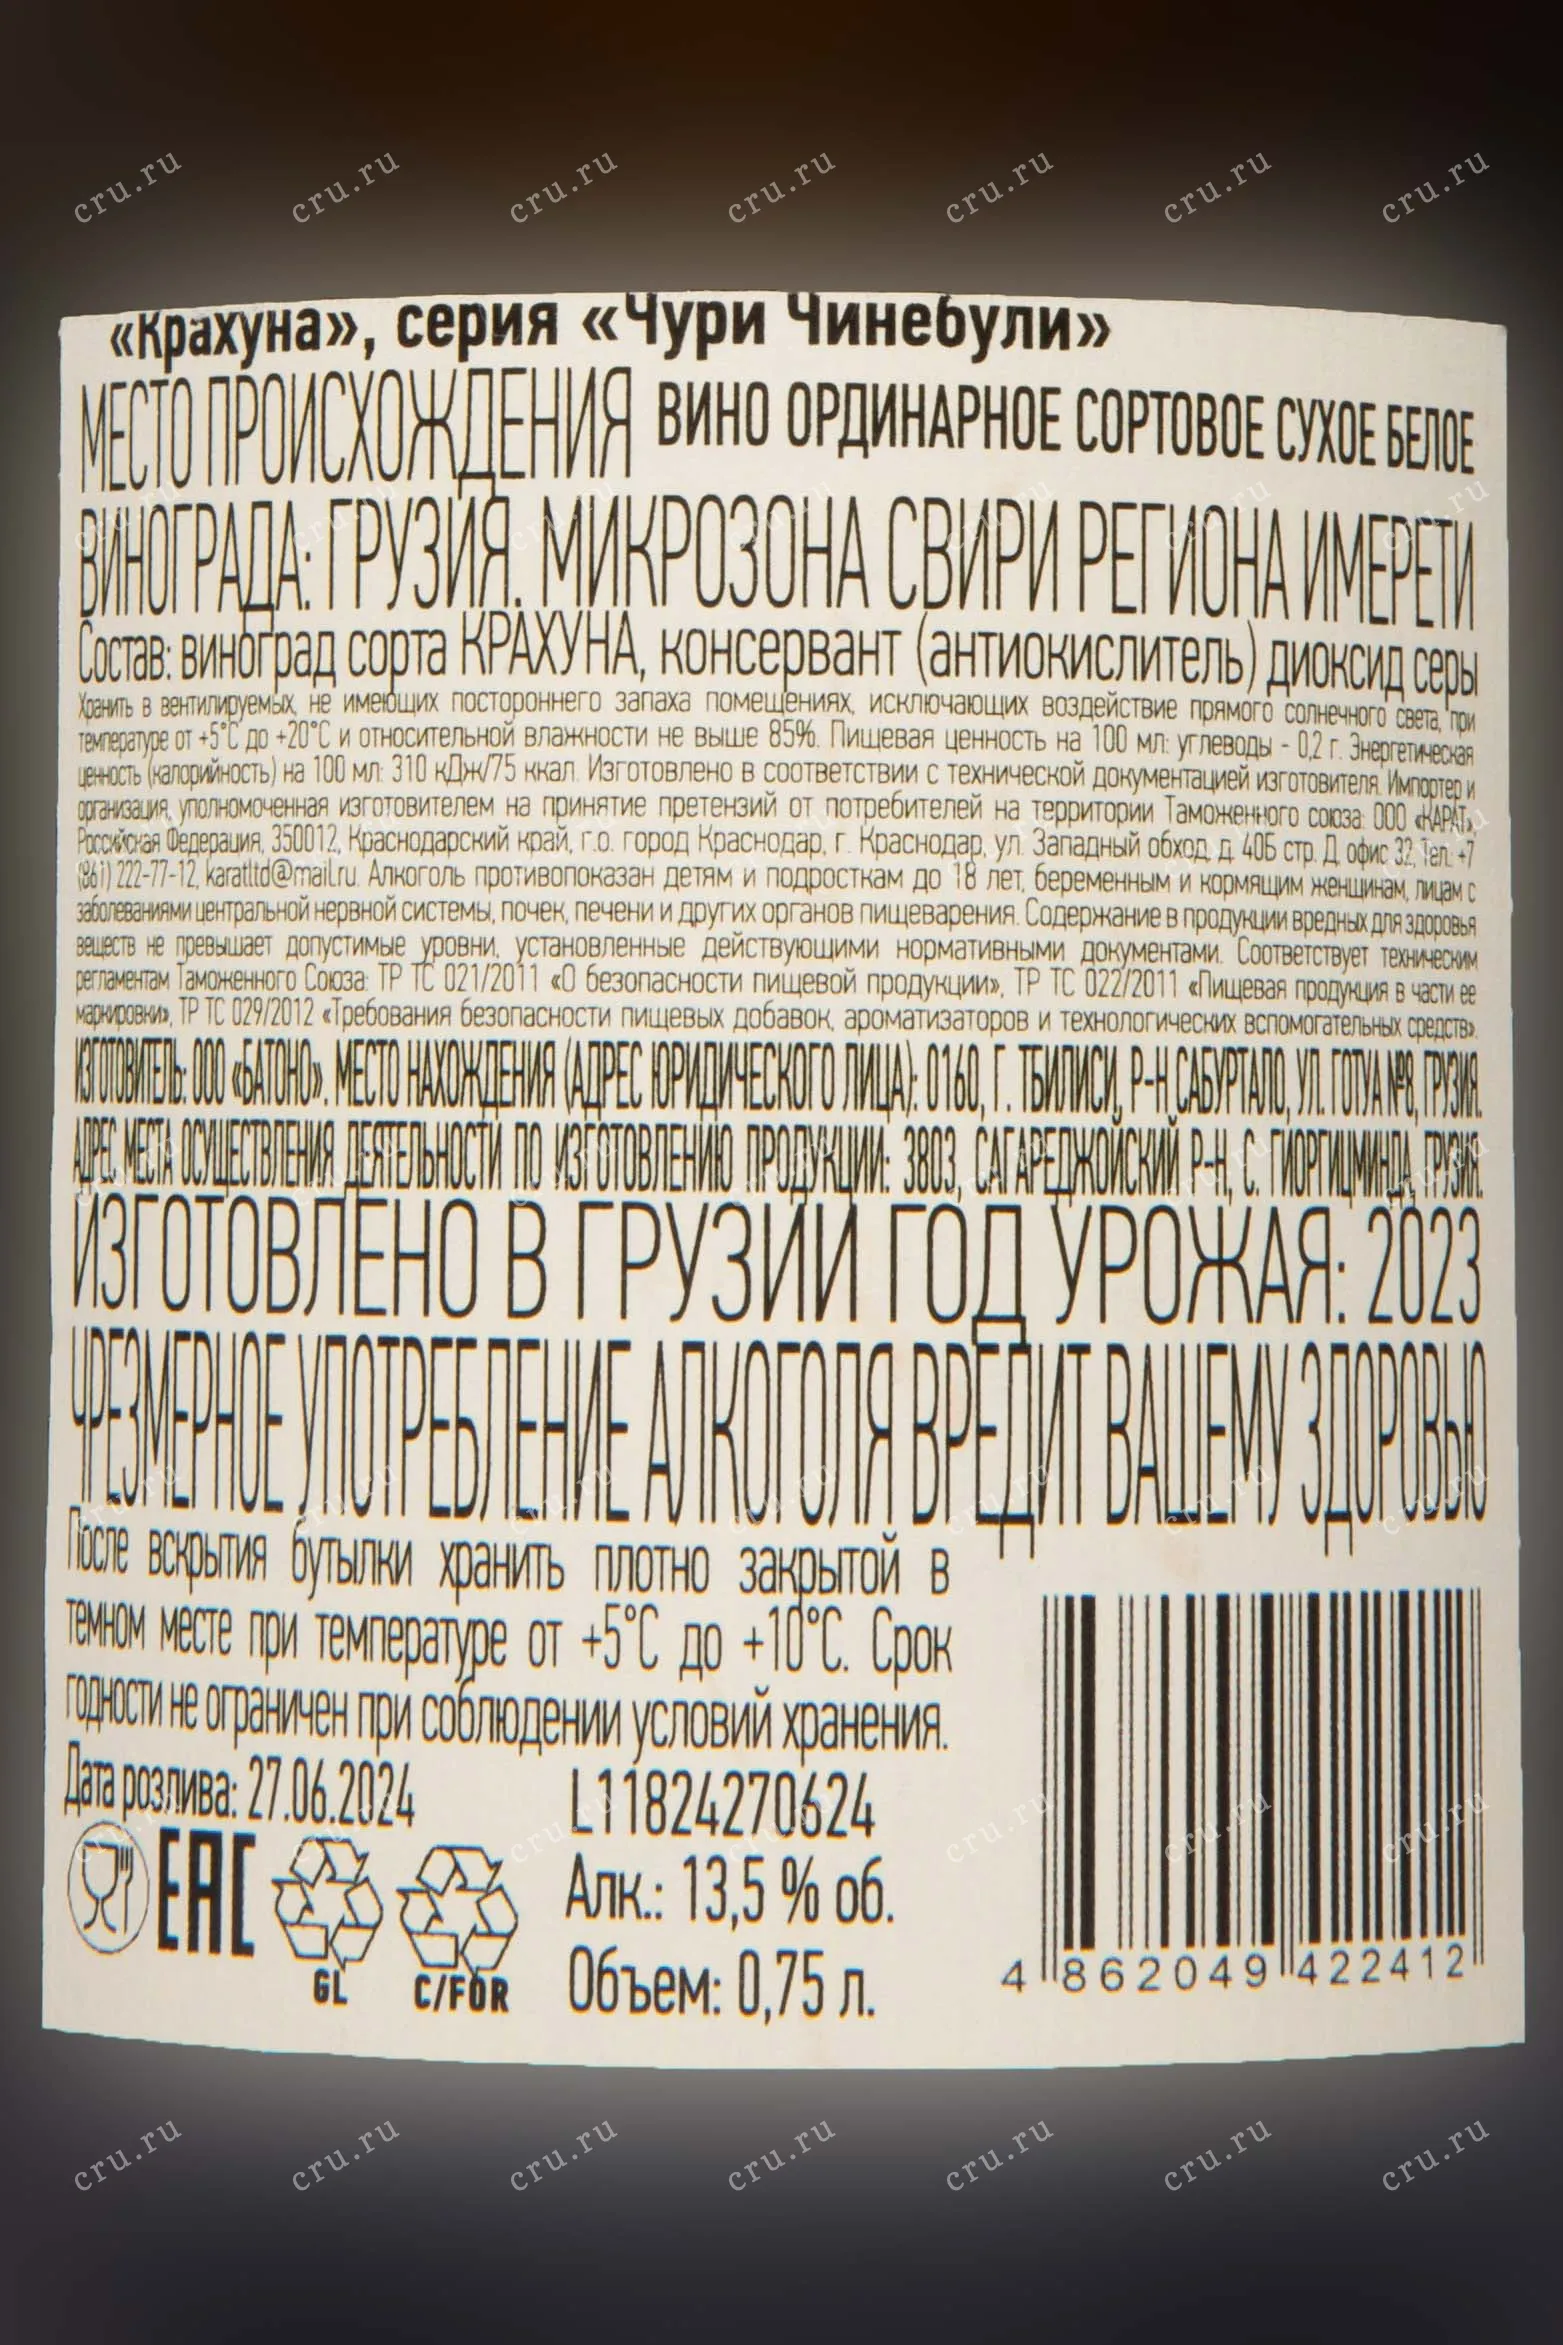 «Крахуна», серия «Чури Чинебули»
МЕСТО ПРОИСХОЖДЕНИЯ ВИНО ОРДИНАРНОЕ СОРТОВОЕ СУХОЕ БЕЛОЕ
ВИНОГРАДА: ГРУЗИЯ. МИКРОЗОНА СВИРИ РЕГИОНА ИМЕРЕТИ
Состав: виноград сорта КРАХУНА, консервант (антиокислитель) диоксид серы
Хранить в вентилируемых, не имеющих постороннего запаха помещениях, исключающих воздействие прямого солнечного света, при
температуре от +5°С до +20°С и относительной влажности не выше 85%. Пищевая ценность на 100 мл: углеводы - 0,2 г. Энергетическая
ценность (калорийность) на 100 мл: 310 кДж/75 ккал. Изготовлено в соответствии с технической документацией изготовителя. Импортер и
организация, уполномоченная изготовителем на принятие претензий от потребителей на территории Таможенного союза: ООО «КАРАТ»,
Российская Федерация, 350012, Краснодарский край, г.о. город Краснодар, г. Краснодар, ул. Западный обход, д. 40Б стр. Д, офис 32, Тел.: +7
(861) 222-77-12, karatltd@mail.ru. Алкоголь противопоказан детям и подросткам до 18 лет, беременным и кормящим женщинам, лицам с
заболеваниями центральной нервной системы, почек, печени и других органов пищеварения. Содержание в продукции вредных для здоровья
веществ не превышает допустимые уровни, установленные действующими нормативными документами. Соответствует техническим
регламентам Таможенного Союза: ТР ТС 021/2011 «О безопасности пищевой продукции», ТР ТС 022/2011 «Пищевая продукция в части ее
маркировки», ТР ТС 029/2012 «Требования безопасности пищевых добавок, ароматизаторов и технологических вспомогательных средств».
ИЗГОТОВИТЕЛЬ: ООО «БАТОНО». МЕСТО НАХОЖДЕНИЯ (АДРЕС ЮРИДИЧЕСКОГО ЛИЦА): 0160, Г. ТБИЛИСИ, Р-Н САБУРТАЛО, УЛ. ГОТУА №8, ГРУЗИЯ.
АДРЕС МЕСТА ОСУЩЕСТВЛЕНИЯ ДЕЯТЕЛЬНОСТИ ПО ИЗГОТОВЛЕНИЮ ПРОДУКЦИИ: 3803, САГАРЕДЖОЙСКИЙ Р-Н, С. ГИОРГИЦМИНДА, ГРУЗИЯ.
ИЗГОТОВЛЕНО В ГРУЗИИ ГОД УРОЖАЯ: 2023
ЧРЕЗМЕРНОЕ УПОТРЕБЛЕНИЕ АЛКОГОЛЯ ВРЕДИТ ВАШЕМУ ЗДОРОВЬЮ
После вскрытия бутылки хранить плотно закрытой в
темном месте при температуре от +5°С до +10°С. Срок
годности не ограничен при соблюдении условий хранения.
Дата розлива: 27.06.2024
L11824270624
Алк.: 13,5 % об.
Объем: 0,75 л.
EAC
GL
C/FOR
4 862049 422412
cru.ru